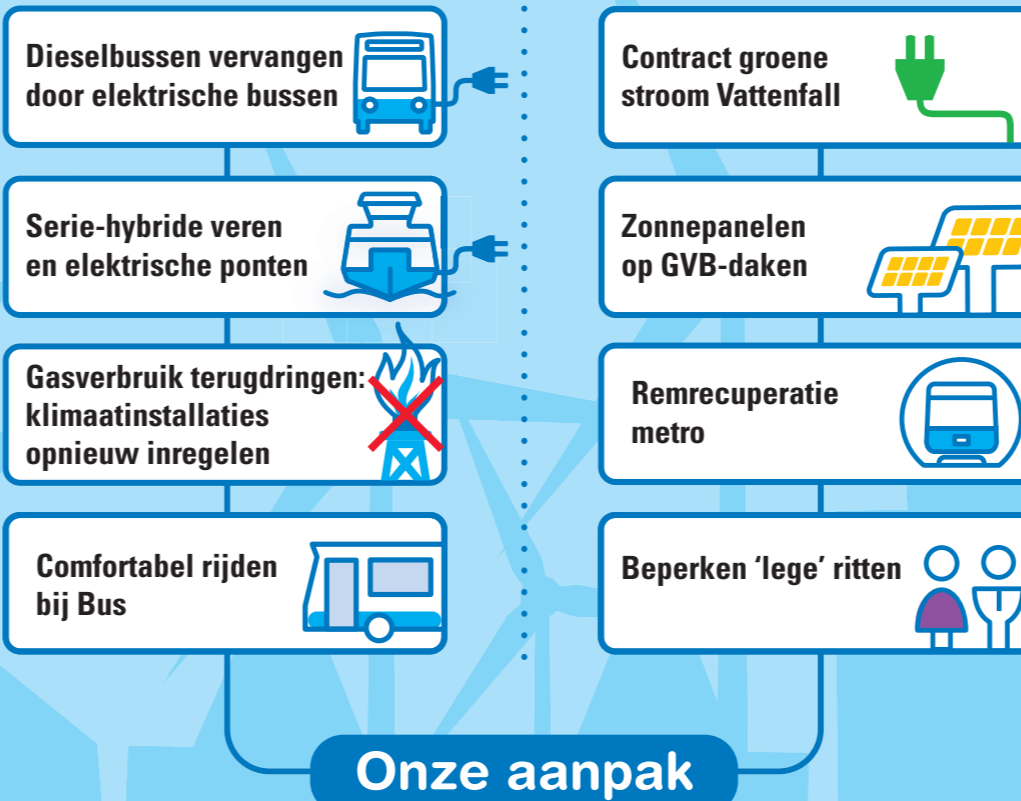 Dieselbussen vervangen
door elektrische bussen
Serie-hybride veren
en elektrische ponten
Gasverbruik terugdringen:
klimaatinstallaties
opnieuw inregelen
Comfortabel rijden
bij Bus
Contract groene
stroom Vattenfall
Zonnepanelen
op GVB-daken
Remrecuperatie
metro
Beperken ‘lege’ ritten
Onze aanpak